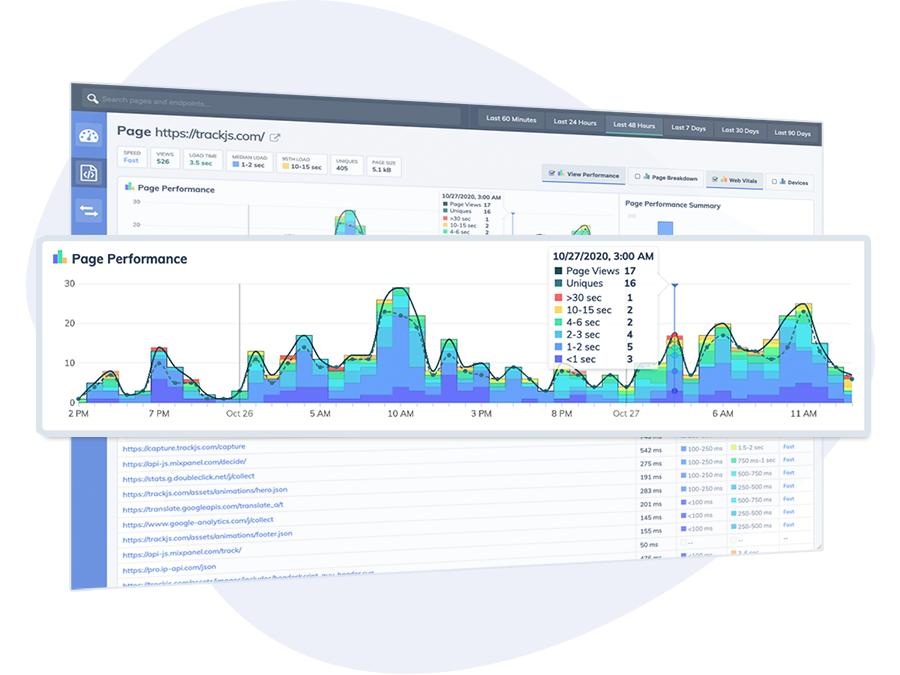 Search pages and endpoints...
Last 60 Minutes Last 24 Hours Last 48 Hours Last 7 Days Last 30 Days Last 90 Days
Page https://trackjs.com/
SPEED VIEWS LOAD TIME MEDIAN LOAD 95TH LOAD UNIQUES PAGE SIZE
Fast 526 3.5 sec 1-2 sec 10-15 sec 405 5.1 kB
View Performance Page Breakdown Web Vitals Devices
Page Performance
30
20
10/27/2020, 3:00 AM
Page Views 17
Uniques 16
>30 sec 1
10-15 sec 2
4-6 sec 2
Page Performance Summary
Page Performance
30
20
10
0
2 PM 7 PM Oct 26 5 AM 10 AM 3 PM 8 PM Oct 27 6 AM 11 AM
10/27/2020, 3:00 AM
Page Views 17
Uniques 16
>30 sec 1
10-15 sec 2
4-6 sec 2
2-3 sec 4
1-2 sec 5
<1 sec 3
https://capture.trackjs.com/capture 542 ms 100-250 ms 1.5-2 sec Fast
https://api-js.mixpanel.com/decide/ 275 ms 100-250 ms 750 ms-1 sec Fast
https://stats.g.doubleclick.net/j/collect 191 ms 100-250 ms 500-750 ms Fast
https://trackjs.com/assets/animations/hero.json 283 ms 100-250 ms 250-500 ms Fast
https://translate.googleapis.com/translate_a/t 201 ms <100 ms 500-750 ms Fast
https://www.google-analytics.com/j/collect 145 ms <100 ms 250-500 ms Fast
https://trackjs.com/assets/animations/footer.json 155 ms <100 ms 250-500 ms Fast
https://api-js.mixpanel.com/track/ 50 ms -- -- --
https://pro.ip-api.com/json